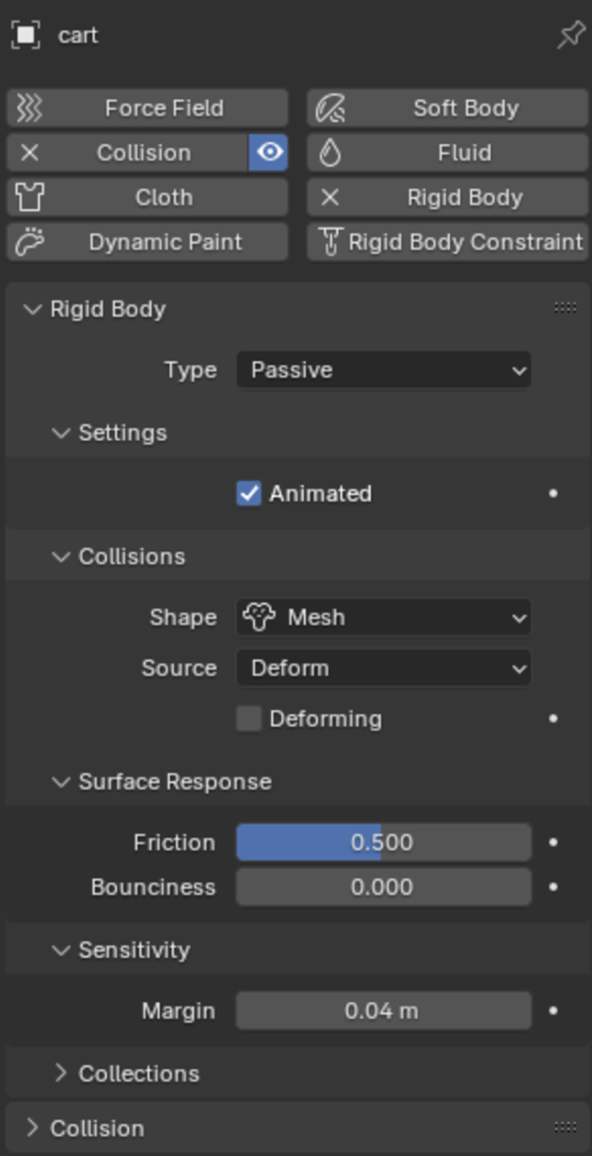 cart
Force Field
Soft Body
Collision
Fluid
Cloth
Rigid Body
Dynamic Paint
Rigid Body Constraint
Rigid Body
Type Passive
Settings
Animated
Collisions
Shape Mesh
Source Deform
Deforming
Surface Response
Friction 0.500
Bounciness 0.000
Sensitivity
Margin 0.04 m
Collections
Collision